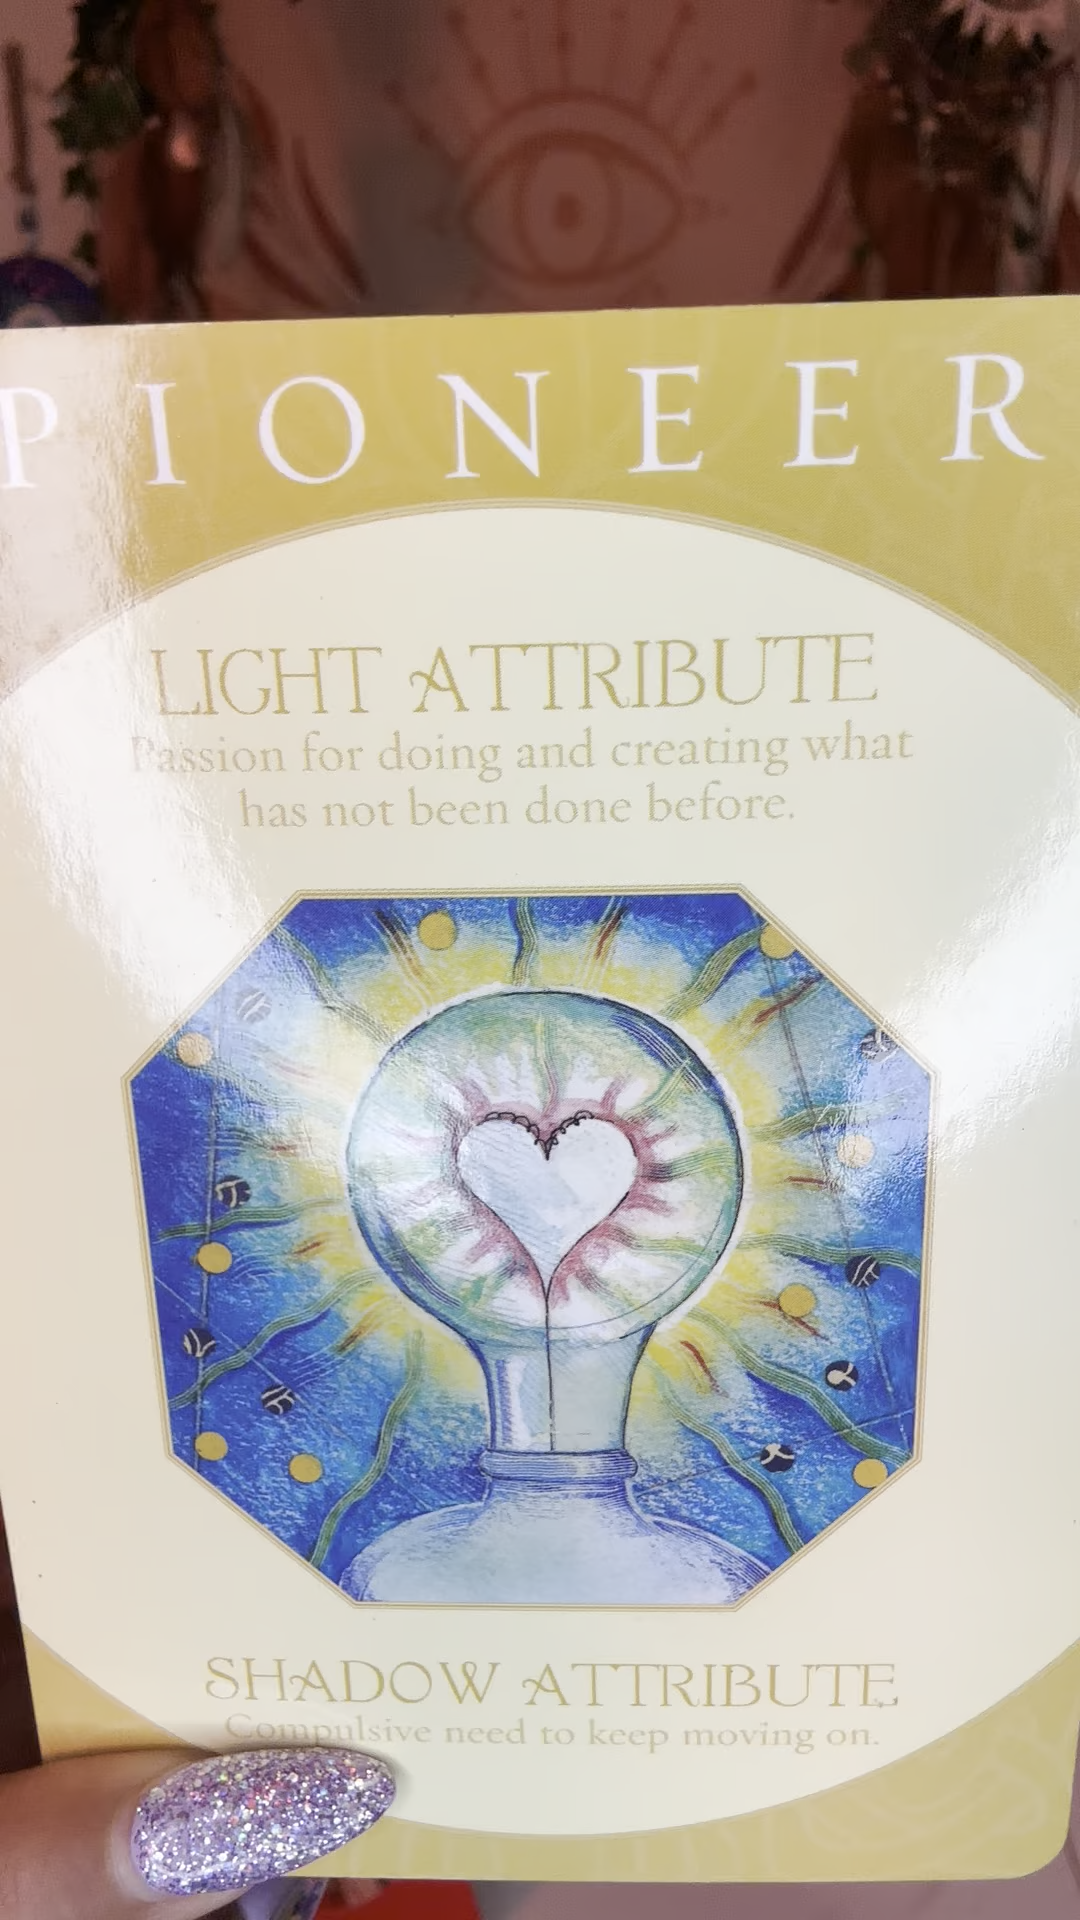 PIONEER
LIGHT ATTRIBUTE
Passion for doing and creating what
has not been done before.
SHADOW ATTRIBUTE
Compulsive need to keep moving on.